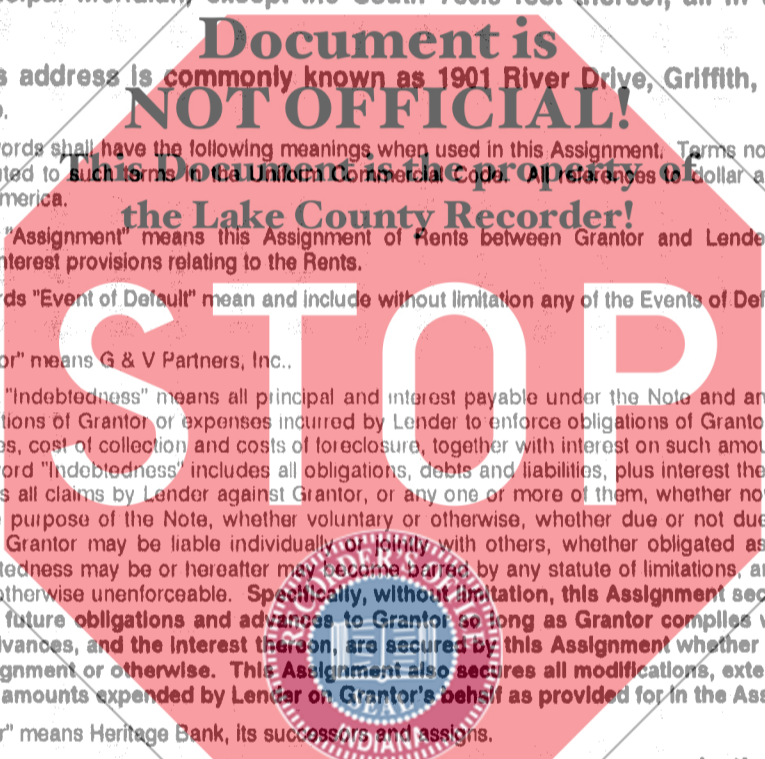 Document is
s address is commonly known as 1901 River Drive, Griffith,
NOT OFFICIAL!
ords shall have the following meanings when used in this Assignment. Terms no
This Document is the property of
uted to such terms in the Uniform Commercial Code. All references to dollar a
merica.
the Lake County Recorder!
"Assignment" means this Assignment of Rents between Grantor and Lende
nterest provisions relating to the Rents.
rds "Event of Default" mean and include without limitation any of the Events of Def
STOP
or" means G & V Partners, Inc..
"Indebtedness" means all principal and interest payable under the Note and an
tions of Grantor or expenses incurred by Lender to enforce obligations of Granto
es, cost of collection and costs of foreclosure, together with interest on such amou
ord "Indebtedness" includes all obligations, debts and liabilities, plus interest the
s all claims by Lender against Grantor, or any one or more of them, whether no
purpose of the Note, whether voluntary or otherwise, whether due or not due
Grantor may be liable individually or jointly with others, whether obligated as
tedness may be or hereafter may become barred by any statute of limitations, a
otherwise unenforceable. Specifically, without limitation, this Assignment sec
future obligations and advances to Grantor so long as Grantor complies
vances, and the interest thereon, are secured by this Assignment whether
gnment or otherwise. This Assignment also secures all modifications, exte
amounts expended by Lender on Grantor's behalf as provided for in the Ass
SEAL
r" means Heritage Bank, its successors and assigns.
INDIANA